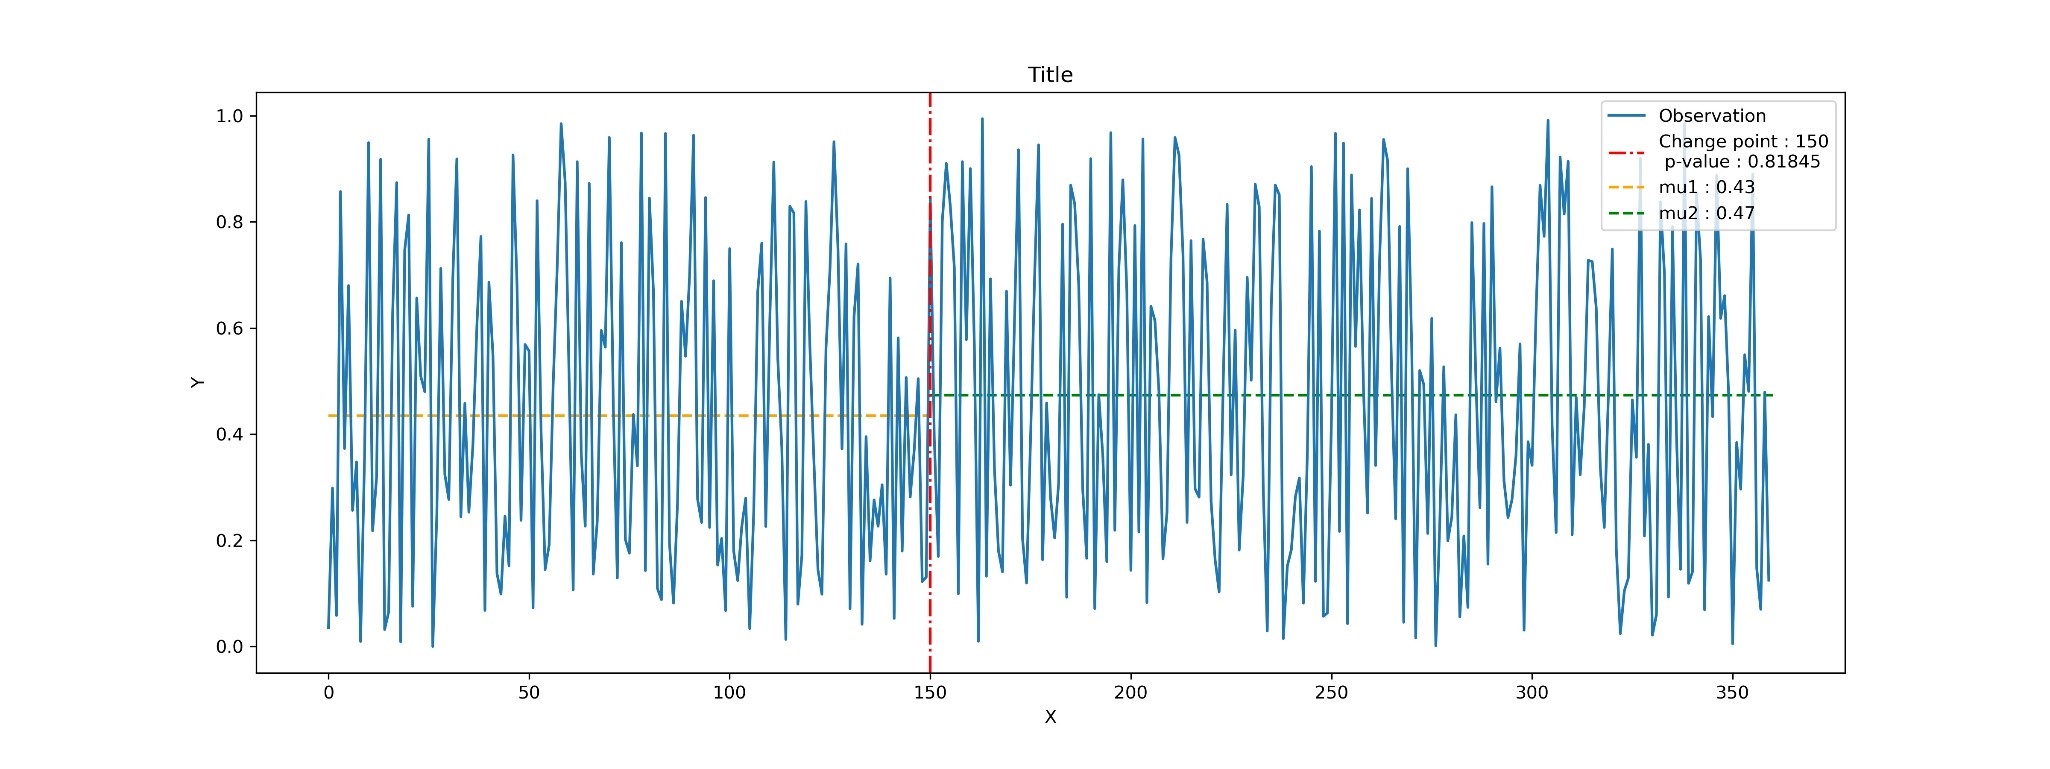 Title
1.0
0.8
0.6
0.4
0.2
0.0
Y
Observation
Change point : 150
p-value : 0.81845
mu1 : 0.43
mu2 : 0.47
0 50 100 150 200 250 300 350
X